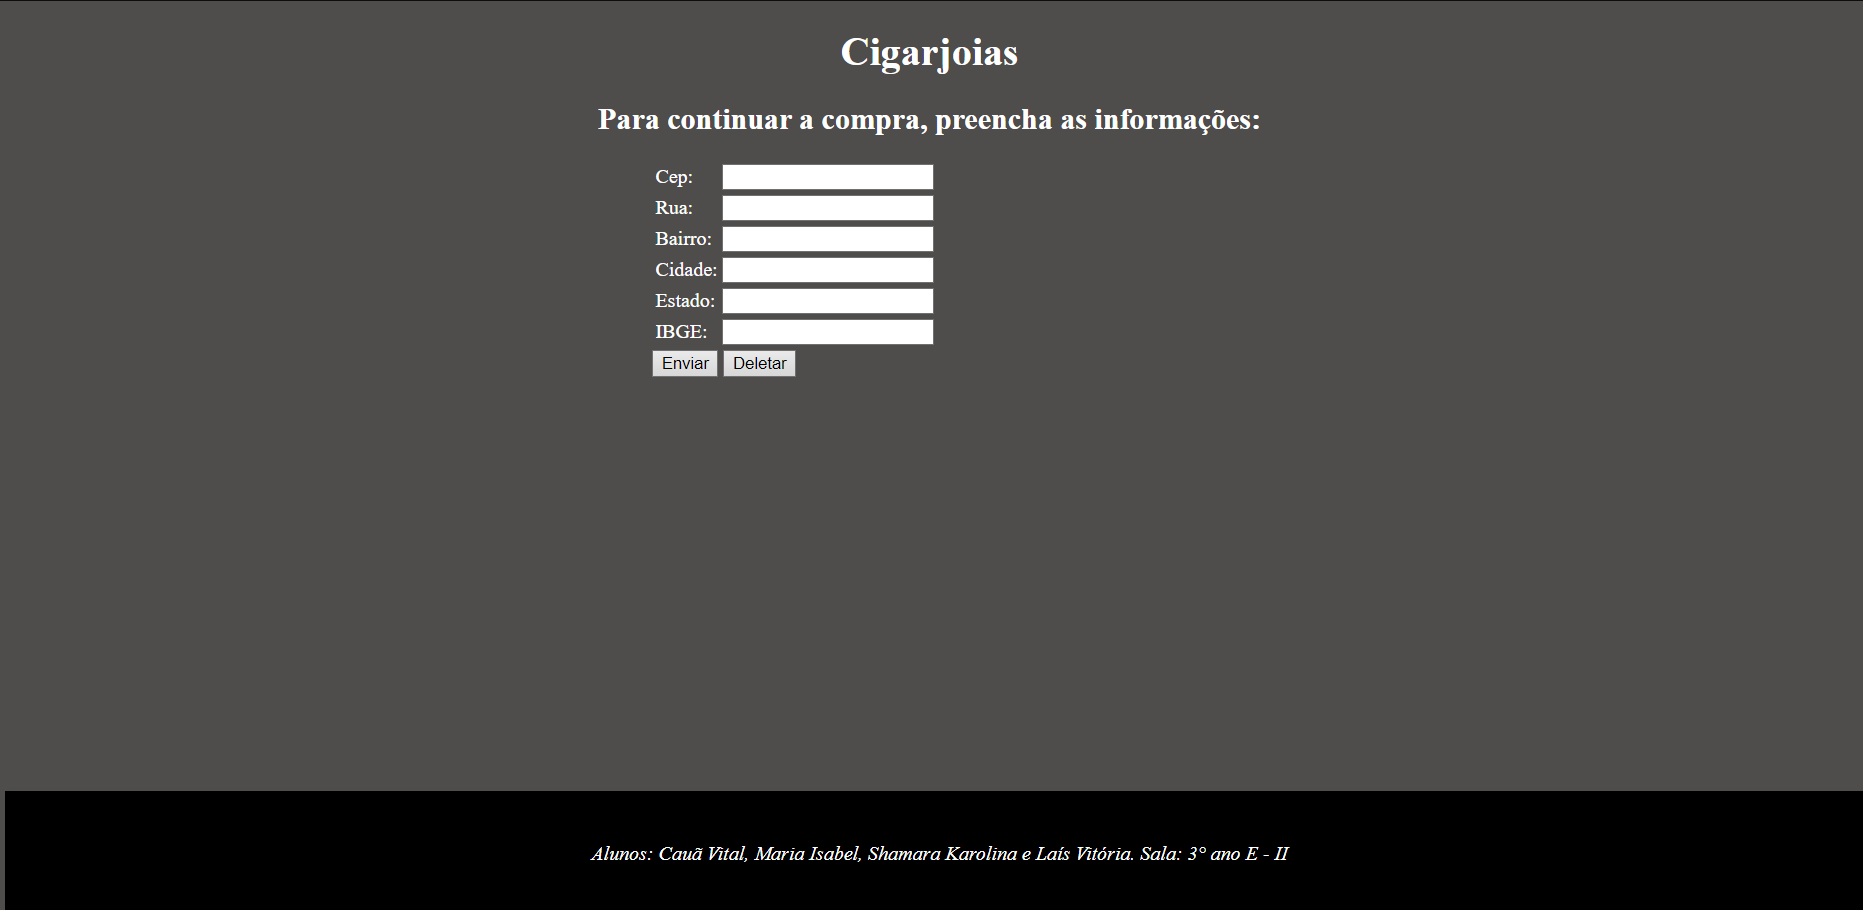 Cigarjoias
Para continuar a compra, preencha as informações:
Cep:
Rua:
Bairro:
Cidade:
Estado:
IBGE:
Enviar Deletar
Alunos: Cauã Vital, Maria Isabel, Shamara Karolina e Laís Vitória. Sala: 3° ano E - II